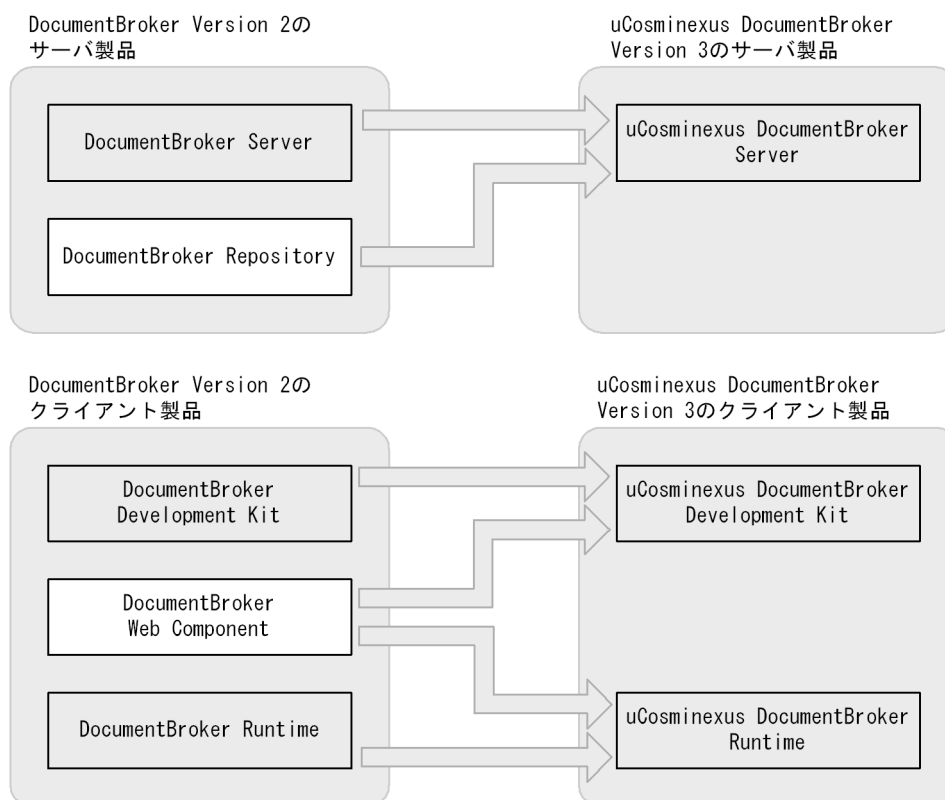 DocumentBroker Version 2の
サーバ製品
uCosminexus DocumentBroker
Version 3のサーバ製品
DocumentBroker Server
uCosminexus DocumentBroker
Server
DocumentBroker Repository
DocumentBroker Version 2の
クライアント製品
uCosminexus DocumentBroker
Version 3のクライアント製品
DocumentBroker
Development Kit
uCosminexus DocumentBroker
Development Kit
DocumentBroker
Web Component
DocumentBroker Runtime
uCosminexus DocumentBroker
Runtime